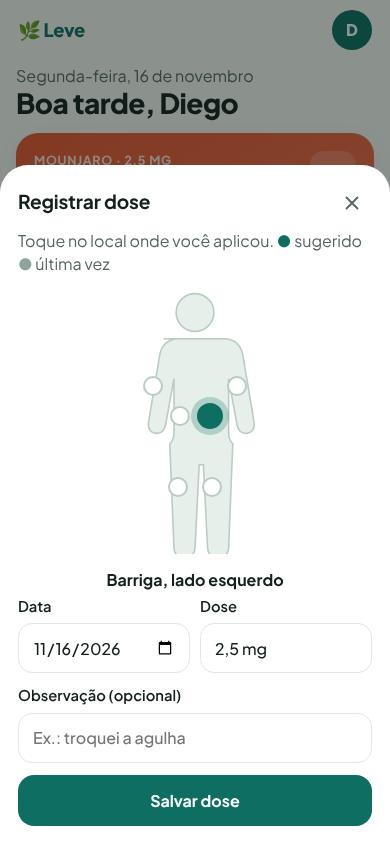 🌿 Leve
D
Segunda-feira, 16 de novembro
Boa tarde, Diego
MOUNJARO · 2,5 MG
Registrar dose
Toque no local onde você aplicou. sugerido
última vez
Barriga, lado esquerdo
Data
Dose
11/16/2026
2,5 mg
Observação (opcional)
Ex.: troquei a agulha
Salvar dose